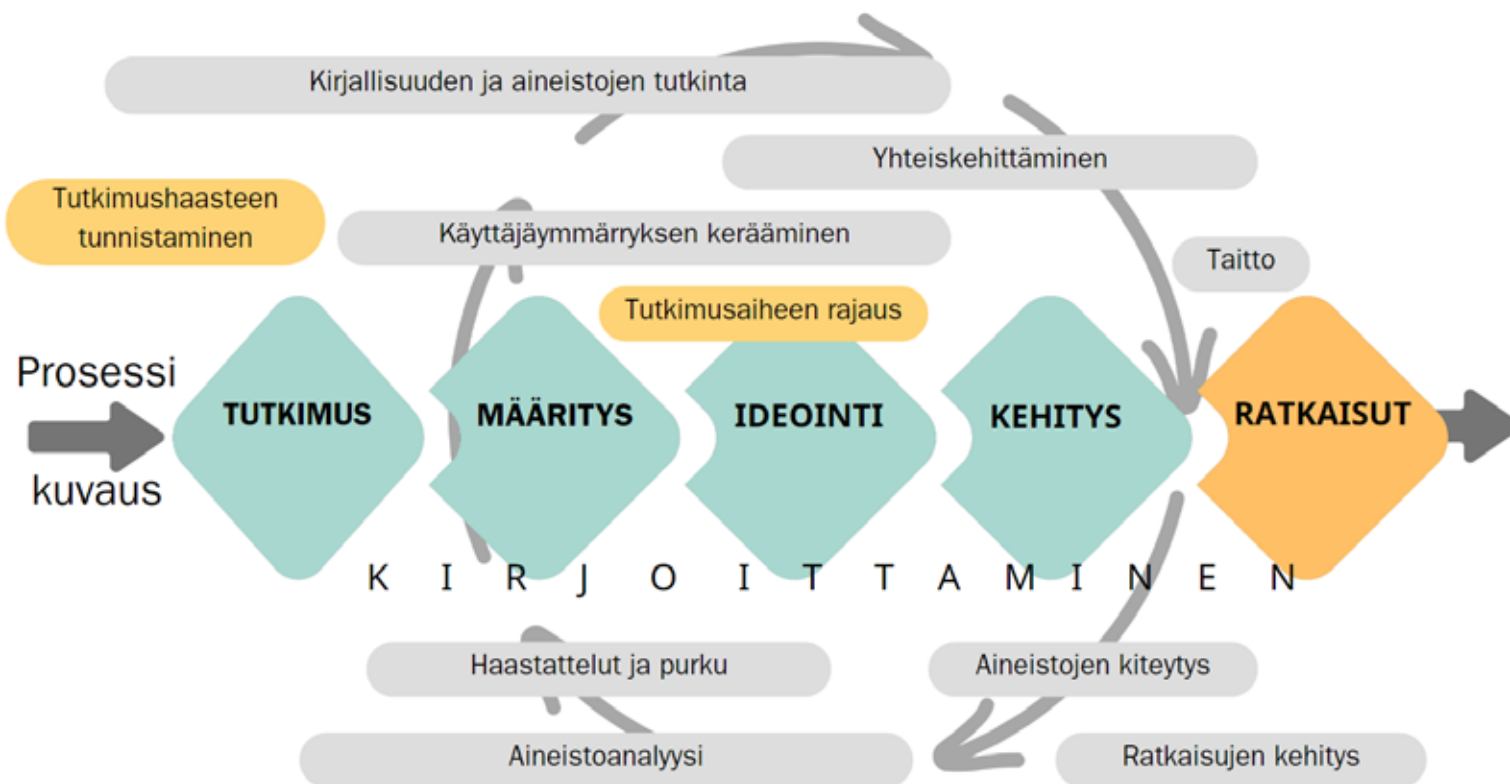 Kirjallisuuden ja aineistojen tutkinta
Yhteiskehittäminen
Tutkimushaasteen
tunnistaminen
Käyttäjäymmärryksen kerääminen
Taitto
Tutkimusaiheen rajaus
Prosessi
kuvaus
TUTKIMUS
MÄÄRITYS
IDEOINTI
KEHITYS
RATKAISUT
KIRJOITTAMINEN
Haastattelut ja purku
Aineistojen kiteytys
Aineistoanalyysi
Ratkaisujen kehitys